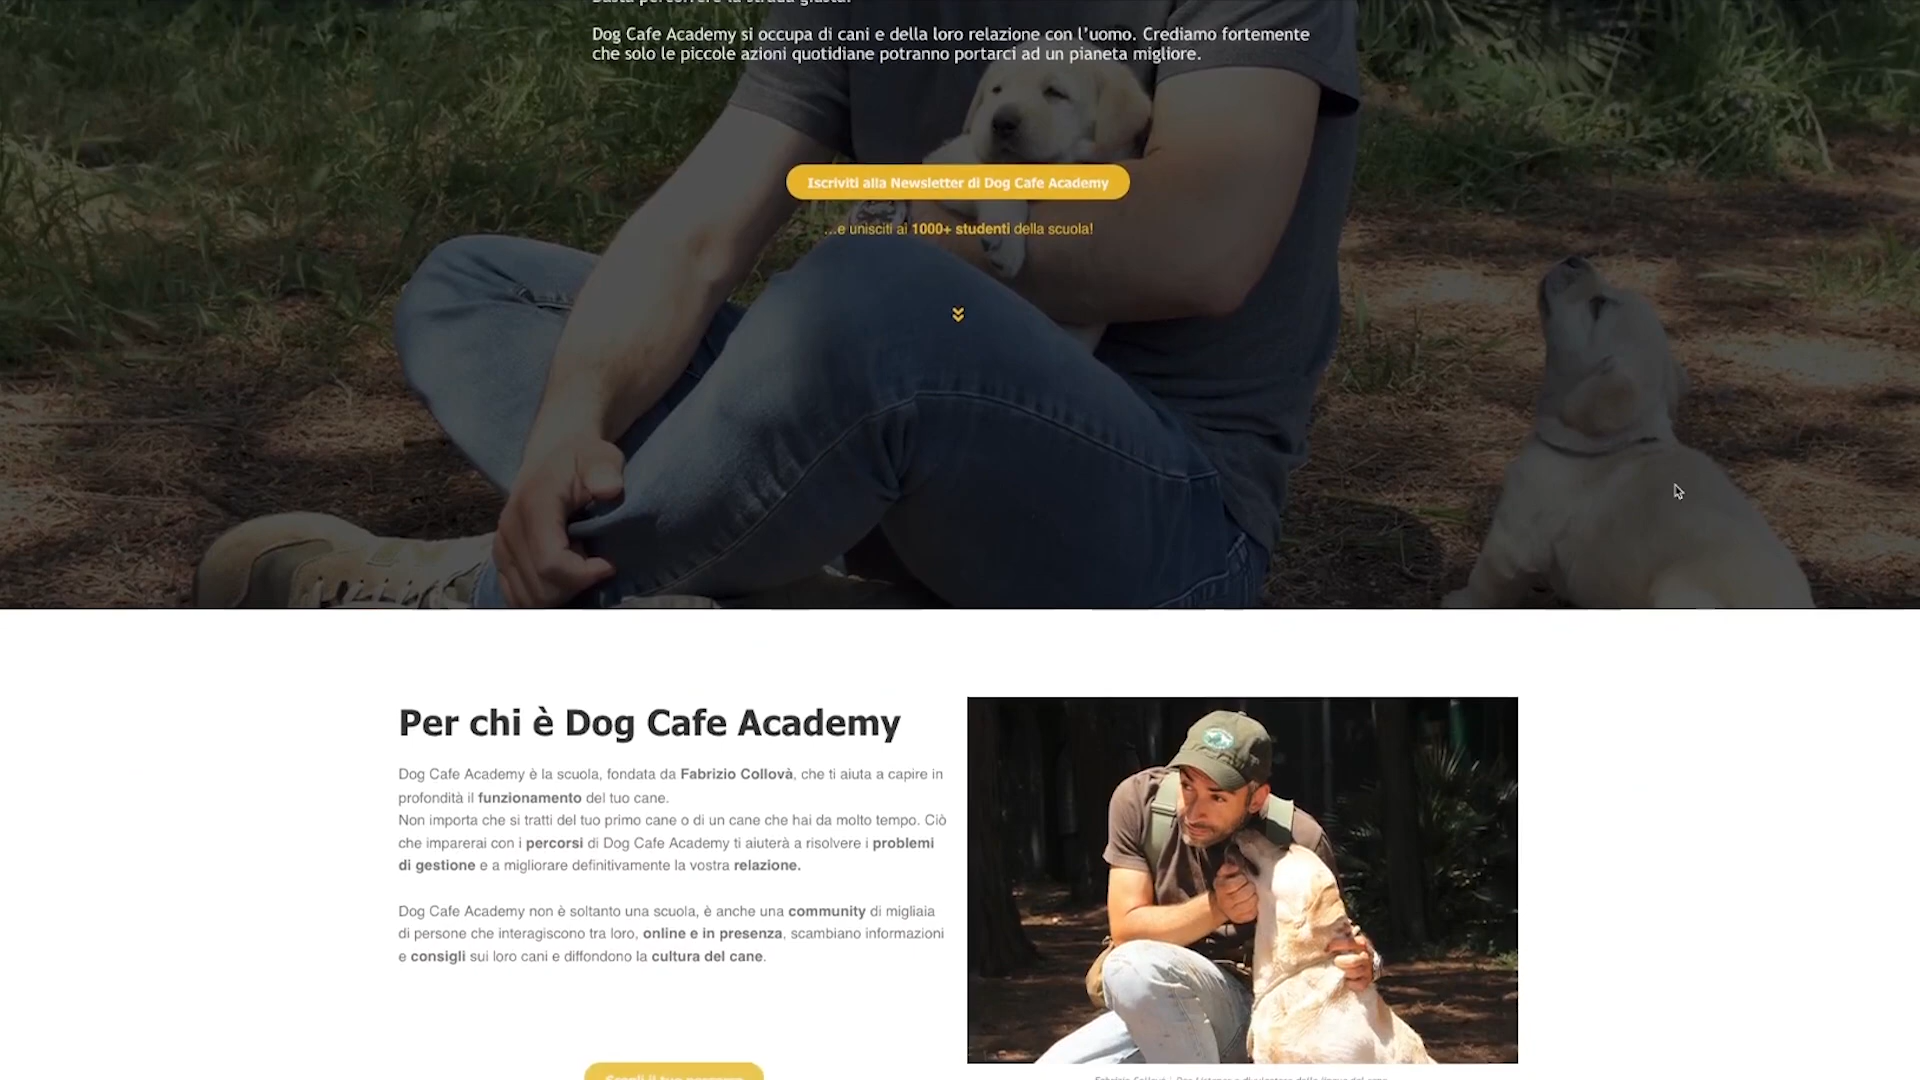 Basta percorrere la strada giusta.
Dog Cafe Academy si occupa di cani e della loro relazione con l'uomo. Crediamo fortemente
che solo le piccole azioni quotidiane potranno portarci ad un pianeta migliore.
Iscriviti alla Newsletter di Dog Cafe Academy
...e unisciti ai 1000+ studenti della scuola!
Per chi è Dog Cafe Academy
Dog Cafe Academy è la scuola, fondata da Fabrizio Collovà, che ti aiuta a capire in
profondità il funzionamento del tuo cane.
Non importa che si tratti del tuo primo cane o di un cane che hai da molto tempo. Ciò
che imparerai con i percorsi di Dog Cafe Academy ti aiuterà a risolvere i problemi
di gestione e a migliorare definitivamente la vostra relazione.
Dog Cafe Academy non è soltanto una scuola, è anche una community di migliaia
di persone che interagiscono tra loro, online e in presenza, scambiano informazioni
e consigli sui loro cani e diffondono la cultura del cane.